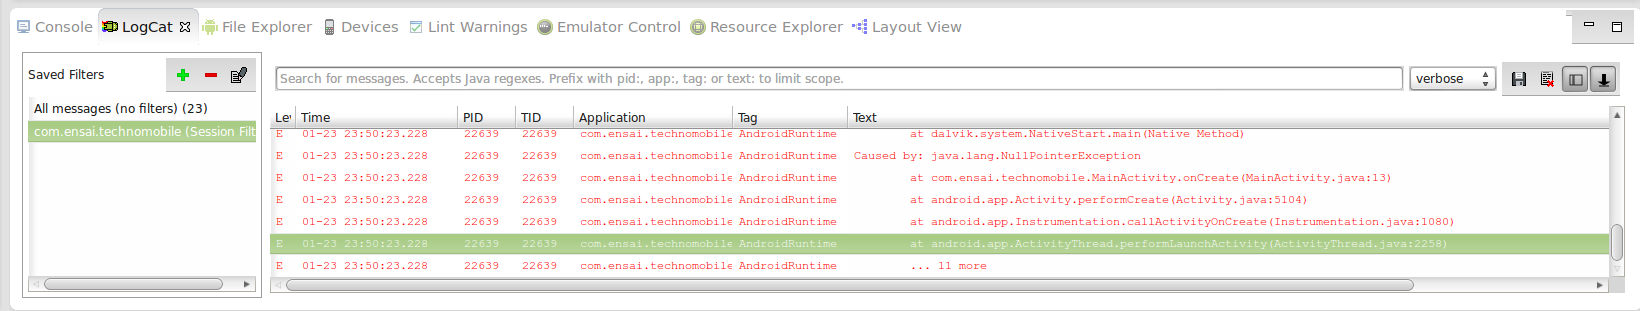 Console LogCat File Explorer Devices Lint Warnings Emulator Control Resource Explorer Layout View
Saved Filters
All messages (no filters) (23)
com.ensai.technomobile (Session Filt
Search for messages. Accepts Java regexes. Prefix with pid:, app:, tag: or text: to limit scope.
verbose
Le Time PID TID Application Tag Text
E 01-23 23:50:23.228 22639 22639 com.ensai.technomobile AndroidRuntime at dalvik.system.NativeStart.main(Native Method)
E 01-23 23:50:23.228 22639 22639 com.ensai.technomobile AndroidRuntime Caused by: java.lang.NullPointerException
E 01-23 23:50:23.228 22639 22639 com.ensai.technomobile AndroidRuntime at com.ensai.technomobile.MainActivity.onCreate(MainActivity.java:13)
E 01-23 23:50:23.228 22639 22639 com.ensai.technomobile AndroidRuntime at android.app.Activity.performCreate(Activity.java:5104)
E 01-23 23:50:23.228 22639 22639 com.ensai.technomobile AndroidRuntime at android.app.Instrumentation.callActivityOnCreate(Instrumentation.java:1080)
E 01-23 23:50:23.228 22639 22639 com.ensai.technomobile AndroidRuntime at android.app.ActivityThread.performLaunchActivity(ActivityThread.java:2258)
E 01-23 23:50:23.228 22639 22639 com.ensai.technomobile AndroidRuntime ... 11 more